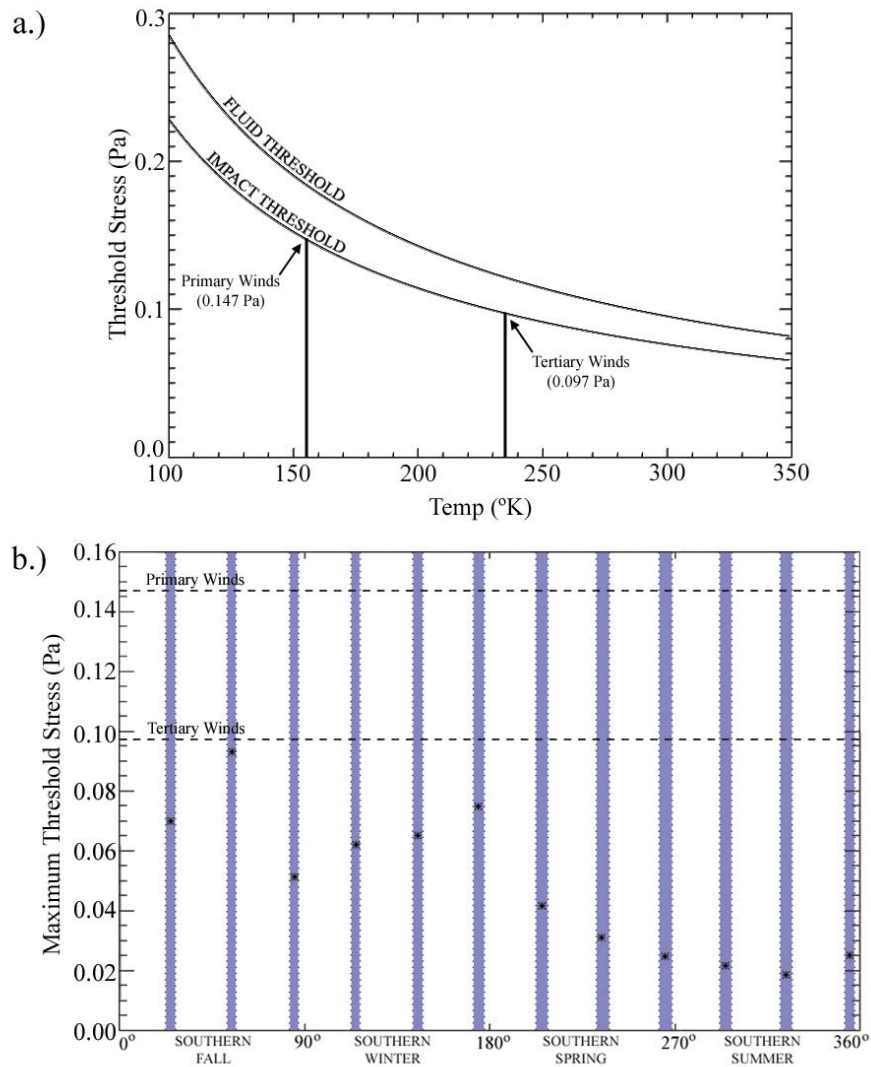 a.)
0.3
0.2
0.1
0.0
Threshold Stress (Pa)
FLUID THRESHOLD
IMPACT THRESHOLD
Primary Winds
(0.147 Pa)
Tertiary Winds
(0.097 Pa)
100 150 200 250 300 350
Temp (ºK)
b.)
0.16
0.14
0.12
0.10
0.08
0.06
0.04
0.02
0.00
Maximum Threshold Stress (Pa)
Primary Winds
Tertiary Winds
0º 90º 180º 270º 360º
SOUTHERN
FALL
SOUTHERN
WINTER
SOUTHERN
SPRING
SOUTHERN
SUMMER